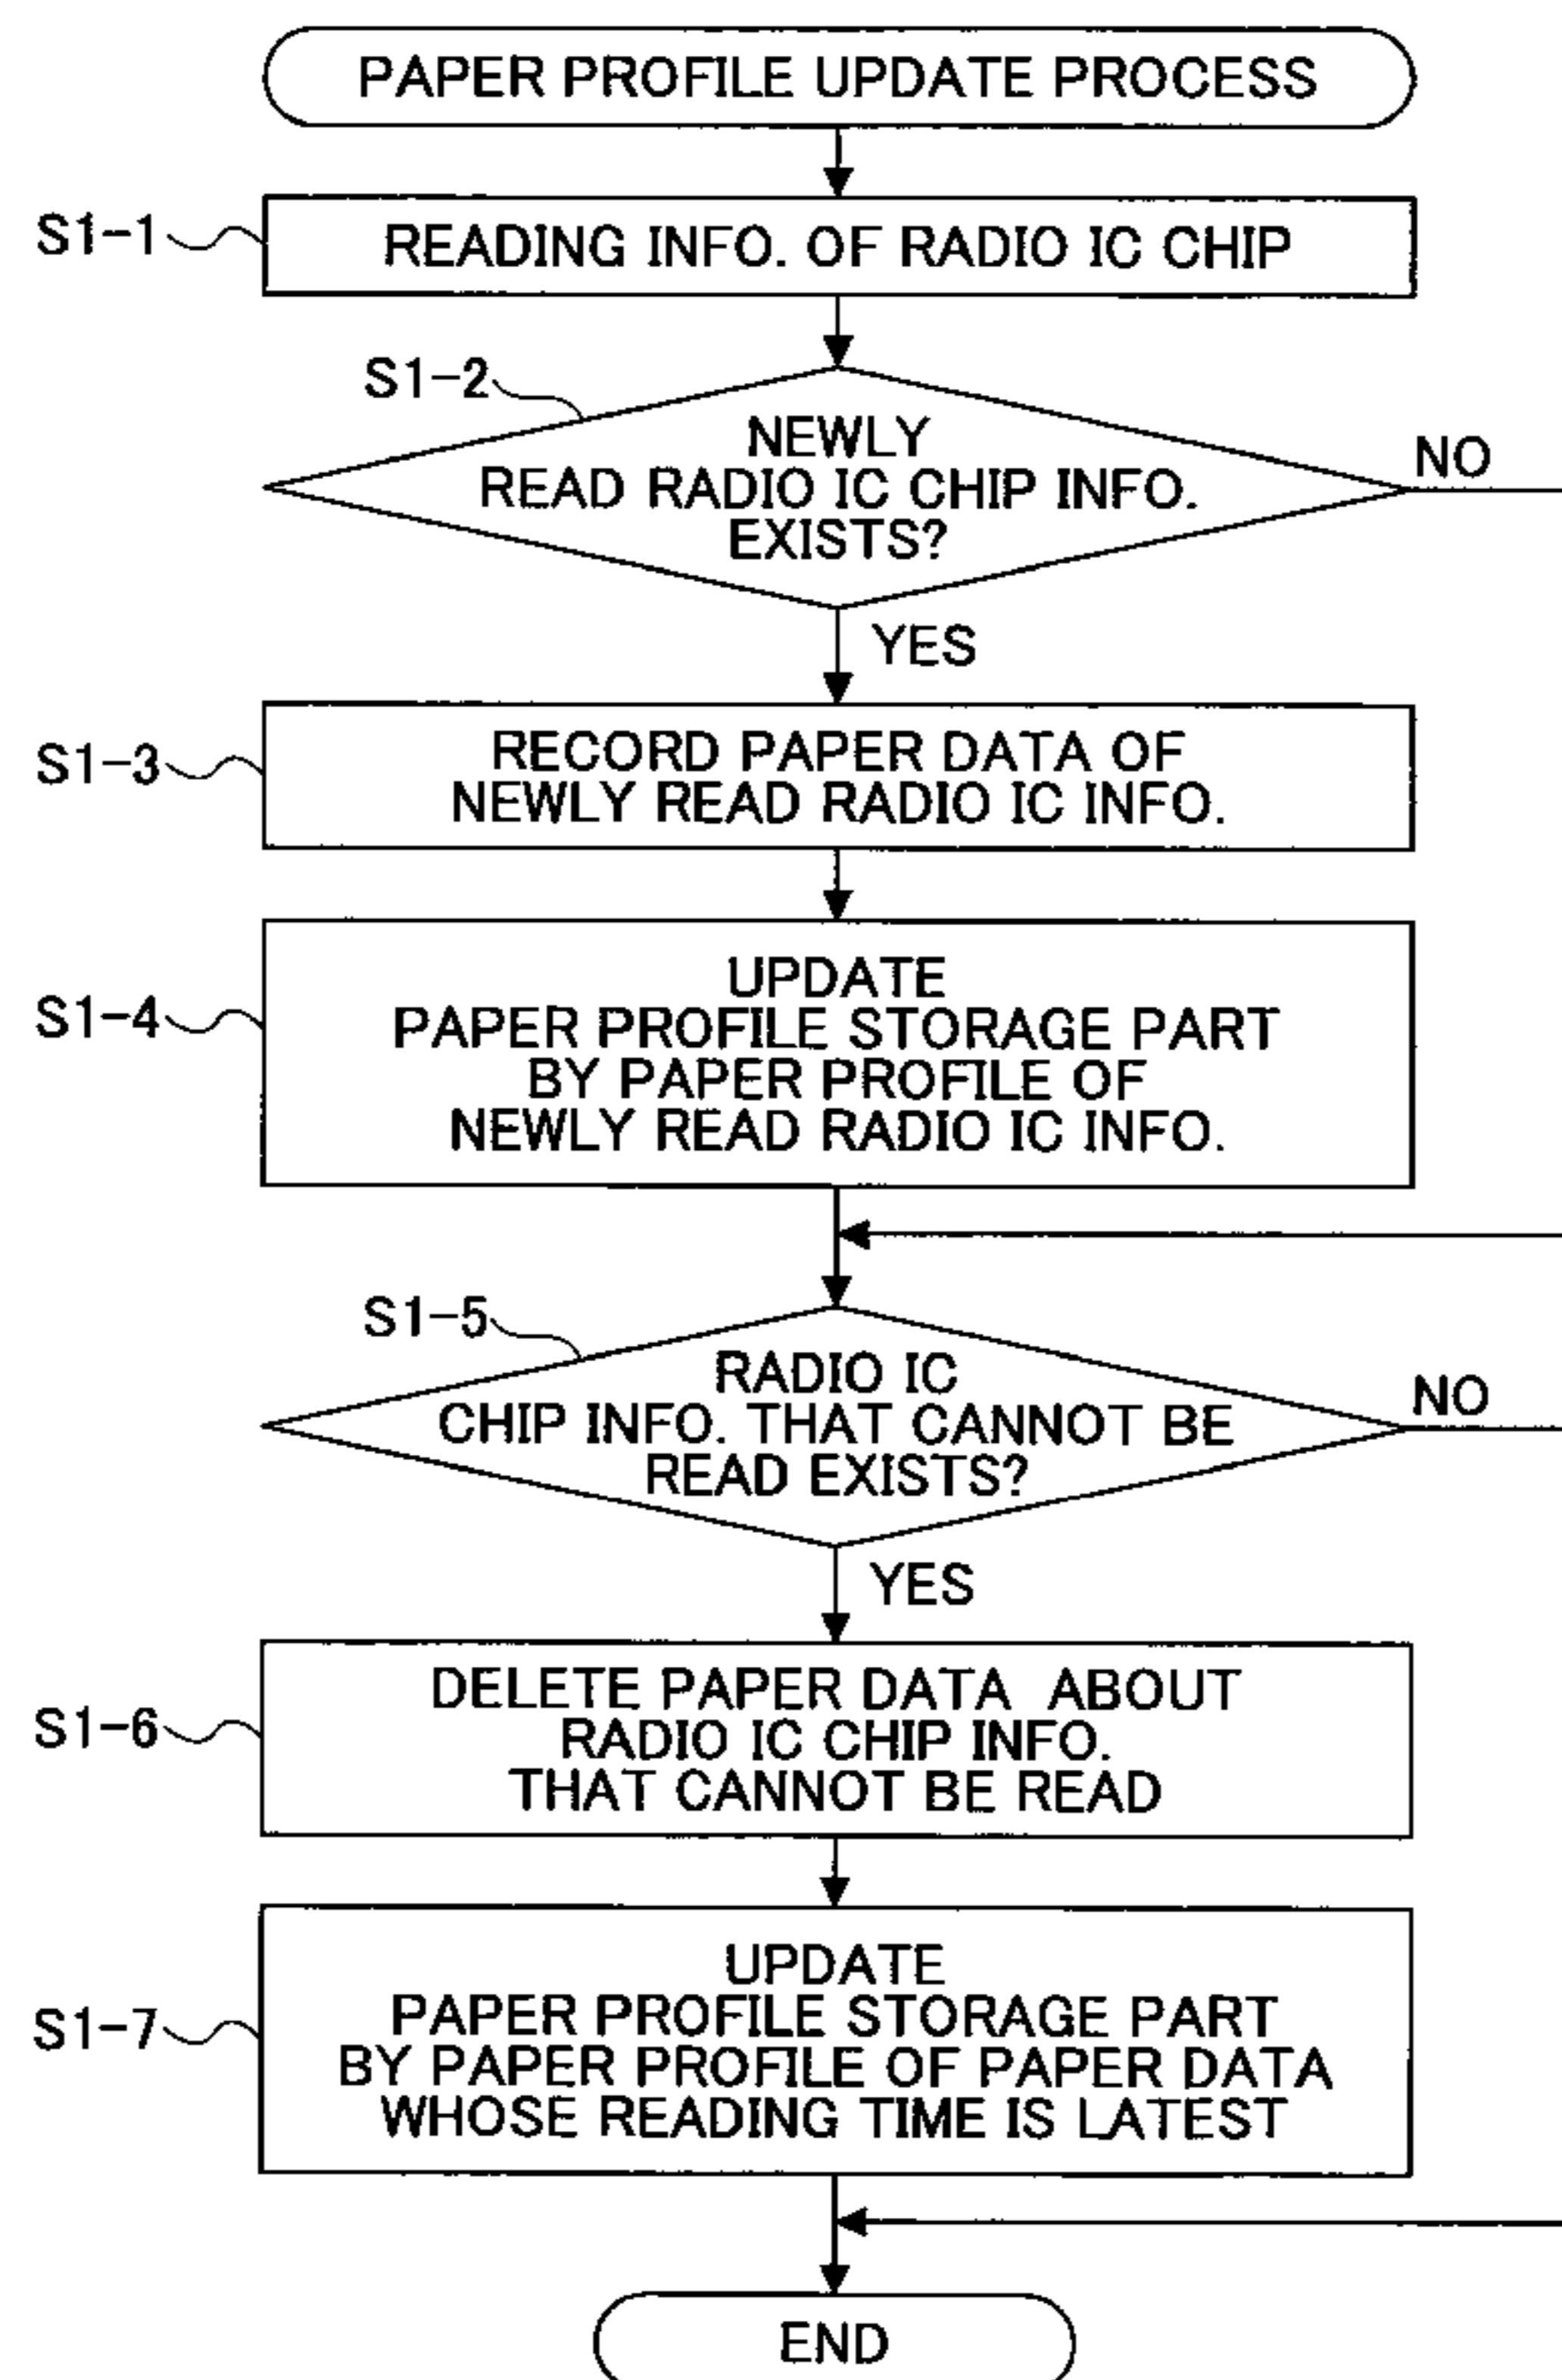 PAPER PROFILE UPDATE PROCESS
S1-1
READING INFO. OF RADIO IC CHIP
S1-2
NEWLY
READ RADIO IC CHIP INFO.
EXISTS?
NO
YES
S1-3
RECORD PAPER DATA OF
NEWLY READ RADIO IC INFO.
S1-4
UPDATE
PAPER PROFILE STORAGE PART
BY PAPER PROFILE OF
NEWLY READ RADIO IC INFO.
S1-5
RADIO IC
CHIP INFO. THAT CANNOT BE
READ EXISTS?
NO
YES
S1-6
DELETE PAPER DATA ABOUT
RADIO IC CHIP INFO.
THAT CANNOT BE READ
S1-7
UPDATE
PAPER PROFILE STORAGE PART
BY PAPER PROFILE OF PAPER DATA
WHOSE READING TIME IS LATEST
END